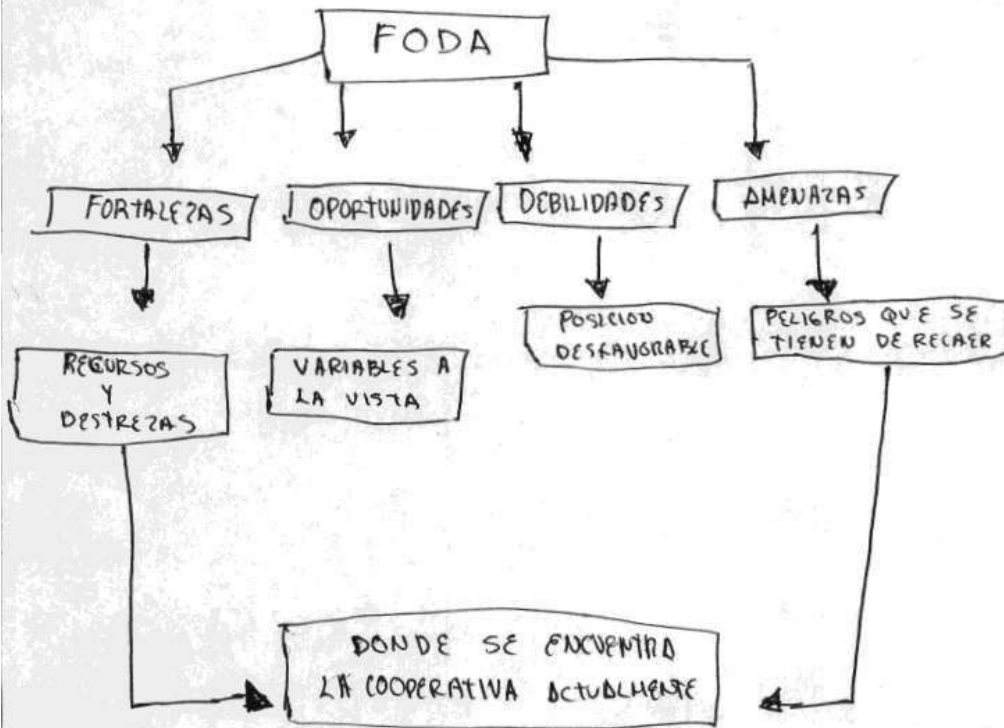 FODA
FORTALEZAS
OPORTUNIDADES
DEBILIDADES
AMENAZAS
RECURSOS
Y
DESTREZAS
VARIABLES A
LA VISTA
POSICION
DESFAVORABLE
PELIGROS QUE SE
TIENEN DE RECAER
DONDE SE ENCUENTRA
LA COOPERATIVA ACTUALMENTE